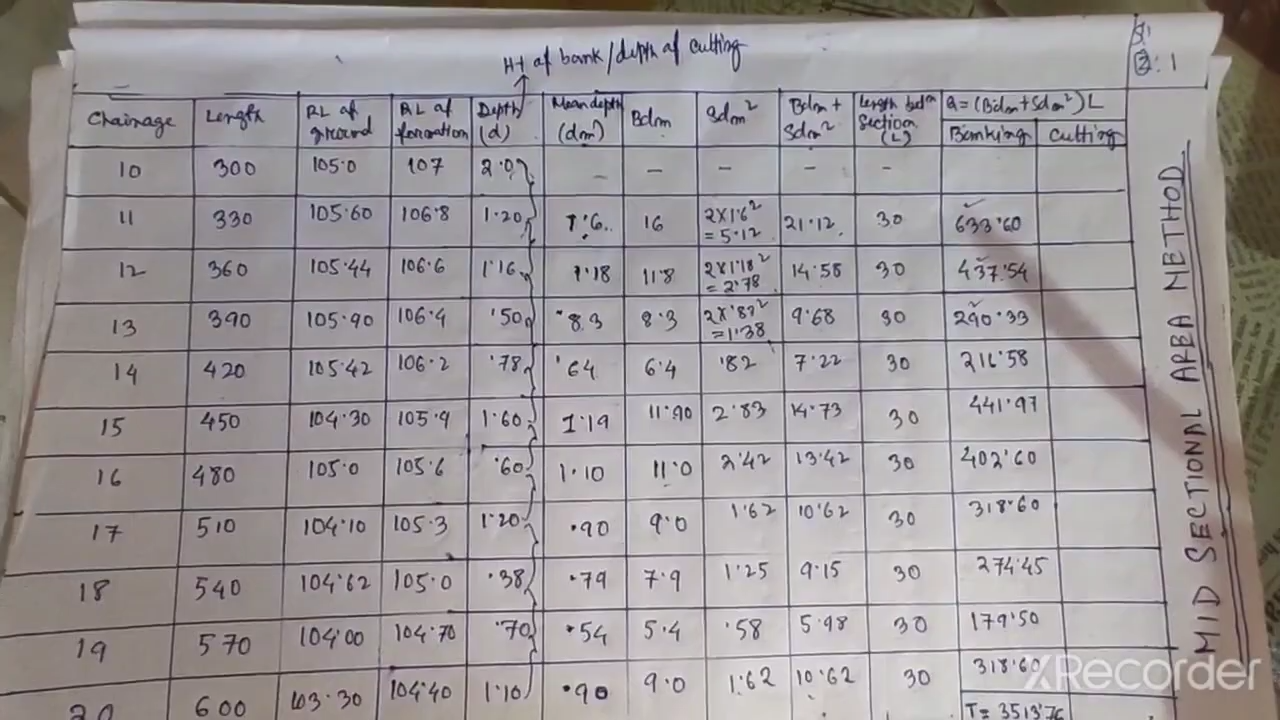 Ht of bank/depth of cutting
S:1
2:1
Chainage Length RL of ground RL of formation Depth (d) Mean depth (dm) Bdm Sdm² Bdm + Sdm² Length betn Section (L) Q = (Bdm + Sdm²) L
Banking Cutting
10 300 105.0 107 2.0 – – – – –
11 330 105.60 106.8 1.20 1.6 16 2×1.6² = 5.12 21.12 30 633.60
12 360 105.44 106.6 1.16 1.18 11.8 2×1.18² = 2.78 14.58 30 437.54
13 390 105.90 106.4 .50 .83 8.3 2×.83² = 1.38 9.68 30 290.33
14 420 105.42 106.2 .78 .64 6.4 .82 7.22 30 216.58
15 450 104.30 105.9 1.60 1.19 11.90 2.83 14.73 30 441.97
16 480 105.0 105.6 .60 1.10 11.0 2.42 13.42 30 402.60
17 510 104.10 105.3 1.20 .90 9.0 1.62 10.62 30 318.60
18 540 104.62 105.0 .38 .79 7.9 1.25 9.15 30 274.45
19 570 104.00 104.70 .70 .54 5.4 .58 5.98 30 179.50
20 600 103.30 104.40 1.10 .90 9.0 1.62 10.62 30 318.60
T = 3513.76
MID SECTIONAL AREA METHOD
XRecorder